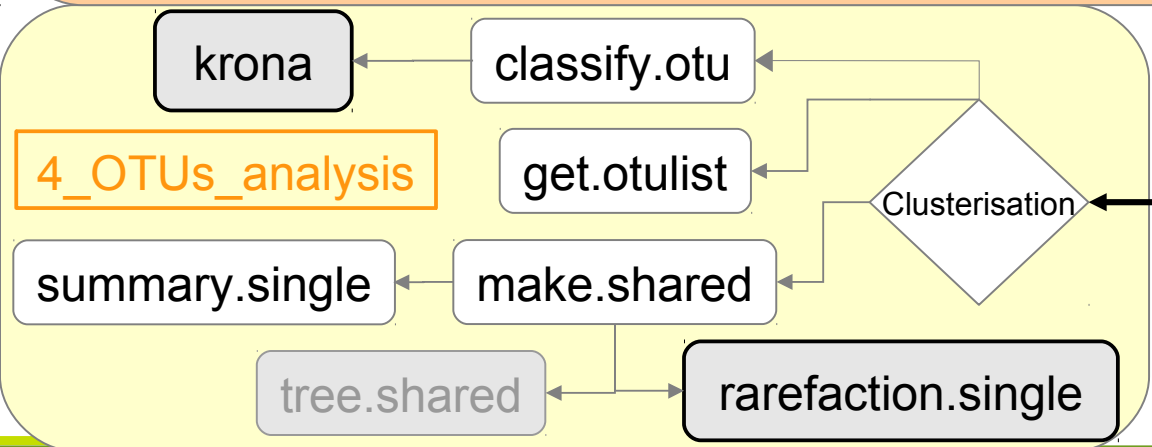 krona
classify.otu
4_OTUs_analysis
get.otulist
Clusterisation
summary.single
make.shared
tree.shared
rarefaction.single